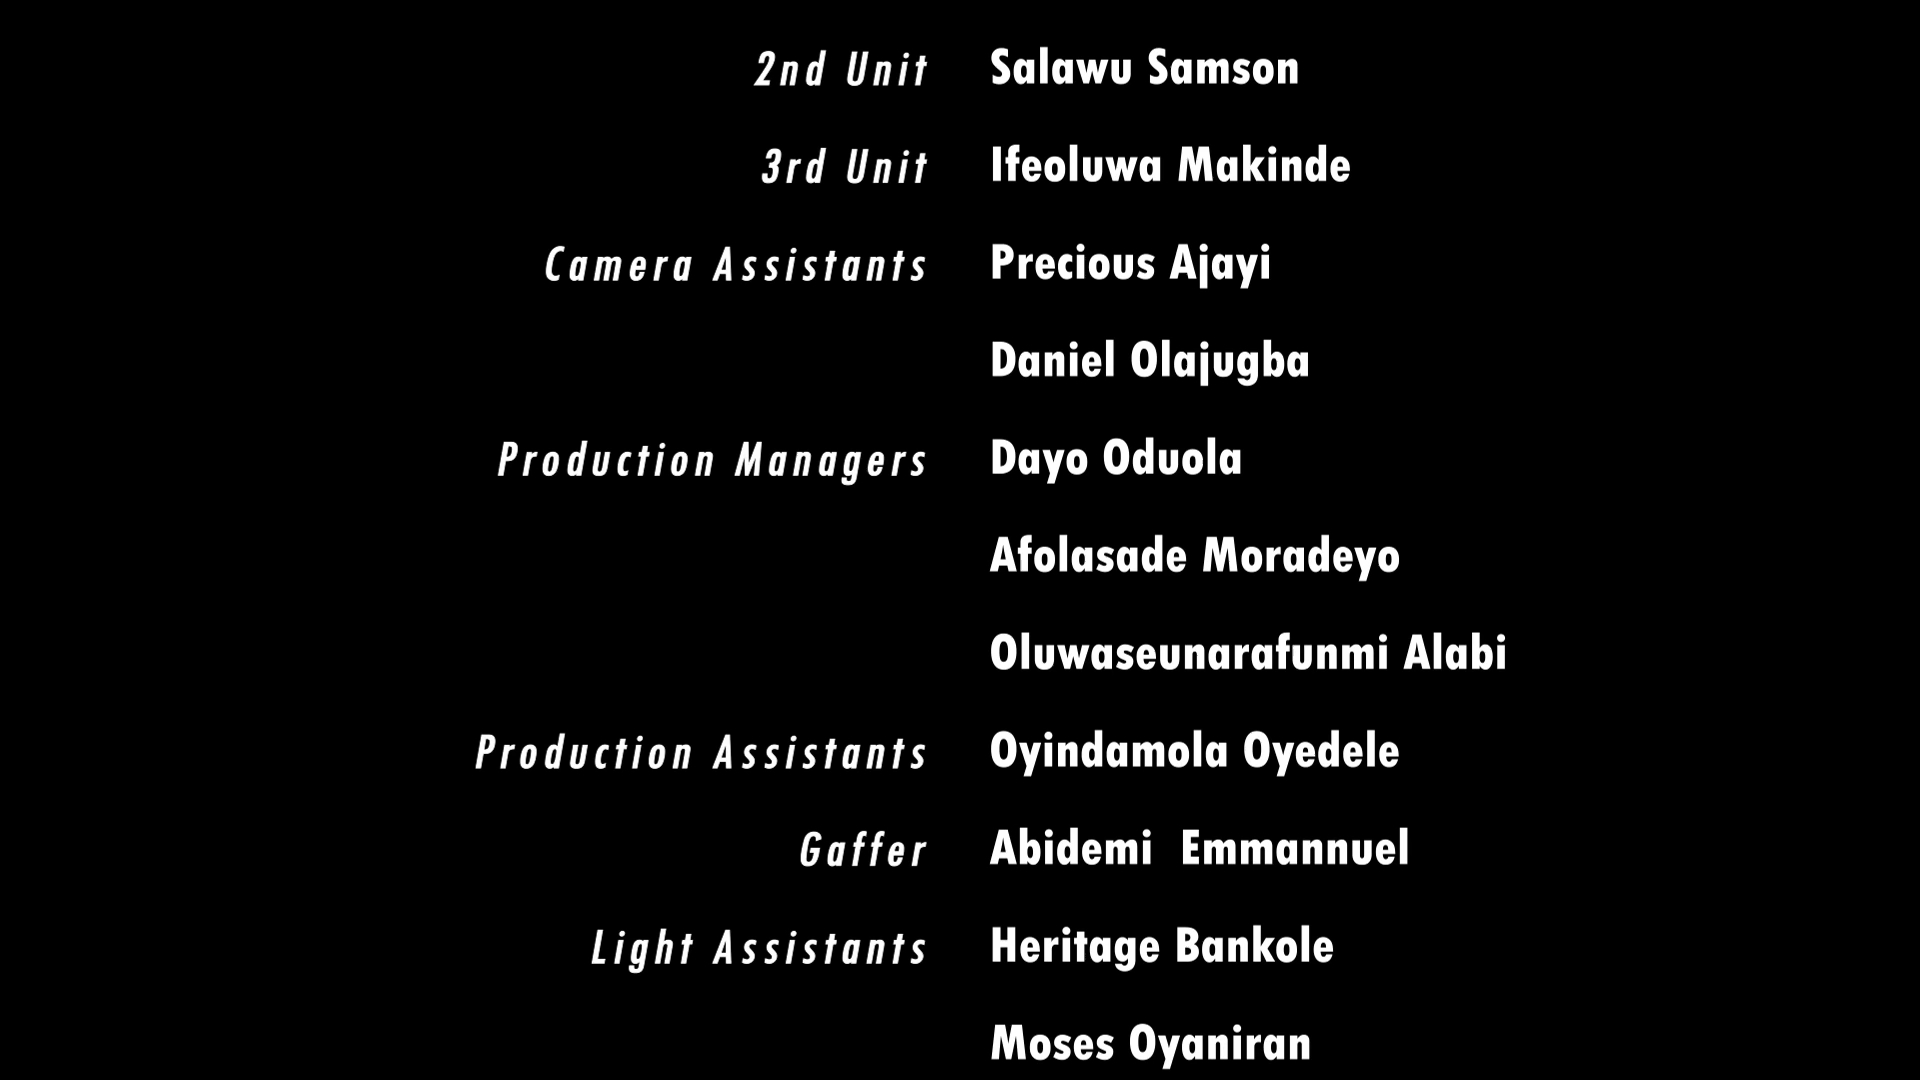 2nd Unit Salawu Samson
3rd Unit Ifeoluwa Makinde
Camera Assistants Precious Ajayi
Daniel Olajugba
Production Managers Dayo Oduola
Afolasade Moradeyo
Oluwaseunarafunmi Alabi
Production Assistants Oyindamola Oyedele
Gaffer Abidemi  Emmannuel
Light Assistants Heritage Bankole
Moses Oyaniran